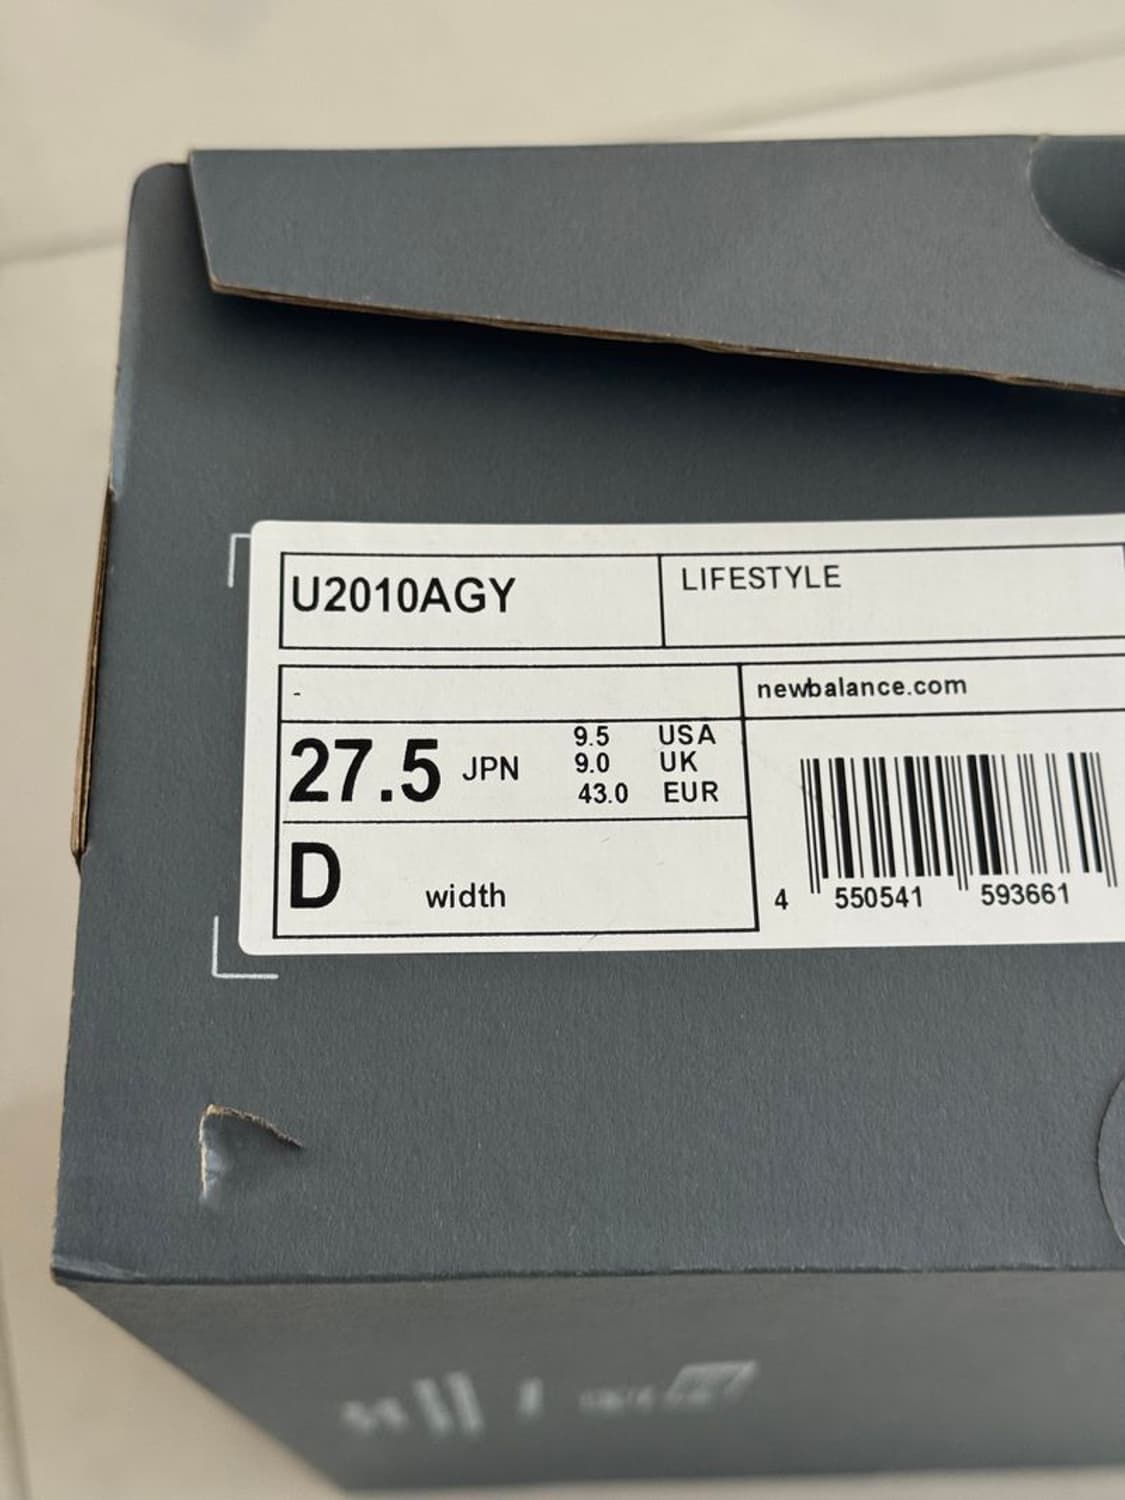 U2010AGY
LIFESTYLE
-
newbalance.com
27.5 JPN
9.5 USA
9.0 UK
43.0 EUR
D width
4 550541 593661